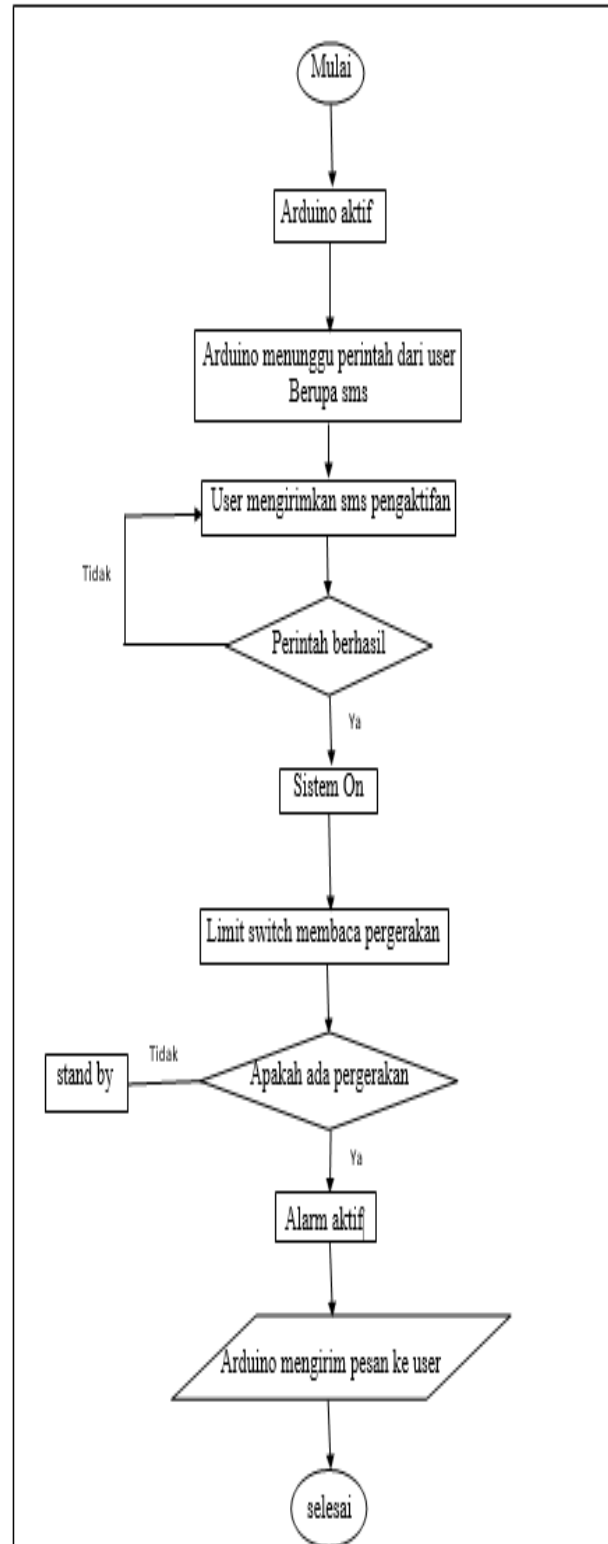 Mulai
Arduino aktif
Arduino menunggu perintah dari user
Berupa sms
User mengirimkan sms pengaktifan
Tidak
Perintah berhasil
Ya
Sistem On
Limit switch membaca pergerakan
Tidak
stand by
Apakah ada pergerakan
Ya
Alarm aktif
Arduino mengirim pesan ke user
selesai